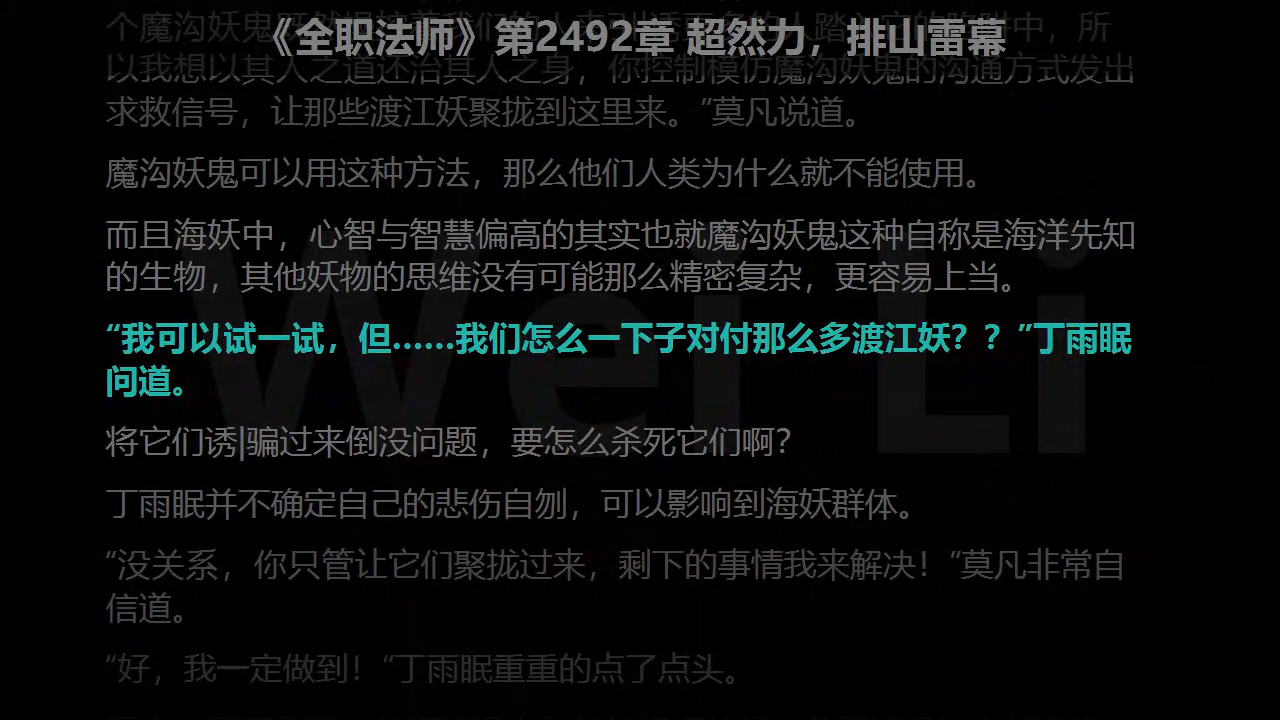 《全职法师》第2492章 超然力，排山雷幕
以我想以其人之道还治其人之身，你控制模仿魔沟妖鬼的沟通方式发出
求救信号，让那些渡江妖聚拢到这里来。”莫凡说道。
魔沟妖鬼可以用这种方法，那么他们人类为什么就不能使用。
而且海妖中，心智与智慧偏高的其实也就魔沟妖鬼这种自称是海洋先知
的生物，其他妖物的思维没有可能那么精密复杂，更容易上当。
“我可以试一试，但……我们怎么一下子对付那么多渡江妖？？”丁雨眠
问道。
将它们诱|骗过来倒没问题，要怎么杀死它们啊？
丁雨眠并不确定自己的悲伤自刎，可以影响到海妖群体。
“没关系，你只管让它们聚拢过来，剩下的事情我来解决！“莫凡非常自
信道。
“好，我一定做到！“丁雨眠重重的点了点头。
Wei Li